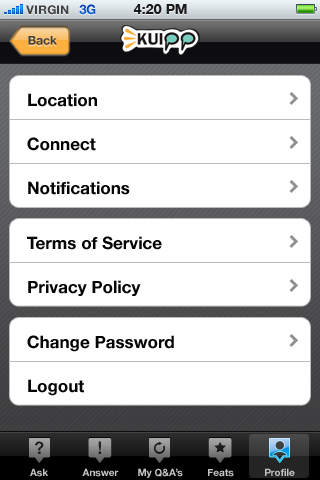 VIRGIN 3G 4:20 PM
Back KUIPP
Location
Connect
Notifications
Terms of Service
Privacy Policy
Change Password
Logout
? !
Ask Answer My Q&A's Feats Profile